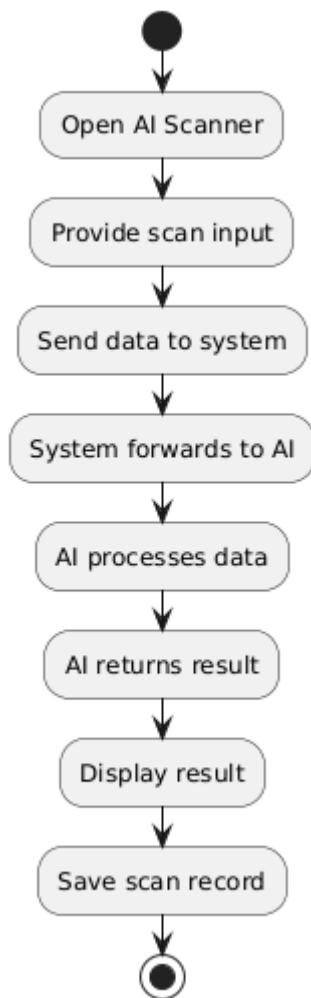 Open AI Scanner
Provide scan input
Send data to system
System forwards to AI
AI processes data
AI returns result
Display result
Save scan record